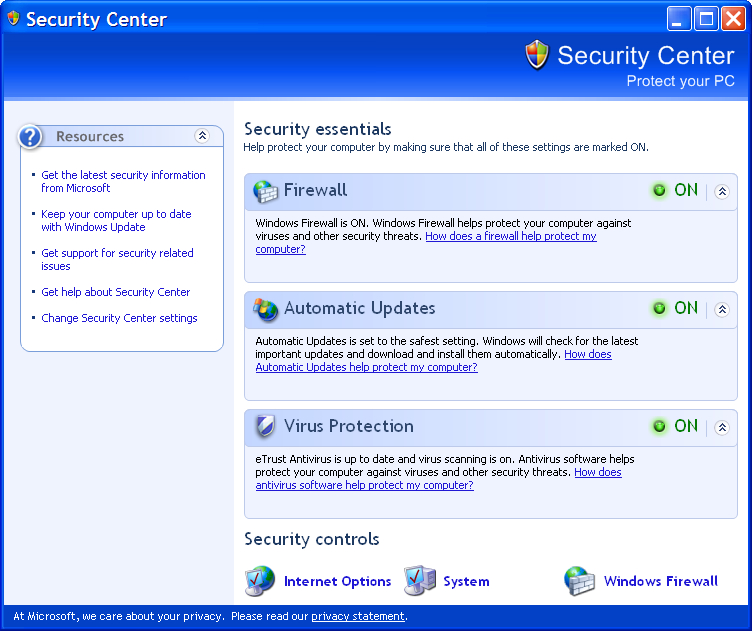 Security Center
Security Center
Protect your PC
Resources
Get the latest security information
from Microsoft
Keep your computer up to date
with Windows Update
Get support for security related
issues
Get help about Security Center
Change Security Center settings
Security essentials
Help protect your computer by making sure that all of these settings are marked ON.
Firewall ON
Windows Firewall is ON. Windows Firewall helps protect your computer against
viruses and other security threats. How does a firewall help protect my
computer?
Automatic Updates ON
Automatic Updates is set to the safest setting. Windows will check for the latest
important updates and download and install them automatically. How does
Automatic Updates help protect my computer?
Virus Protection ON
eTrust Antivirus is up to date and virus scanning is on. Antivirus software helps
protect your computer against viruses and other security threats. How does
antivirus software help protect my computer?
Security controls
Internet Options System Windows Firewall
At Microsoft, we care about your privacy. Please read our privacy statement.